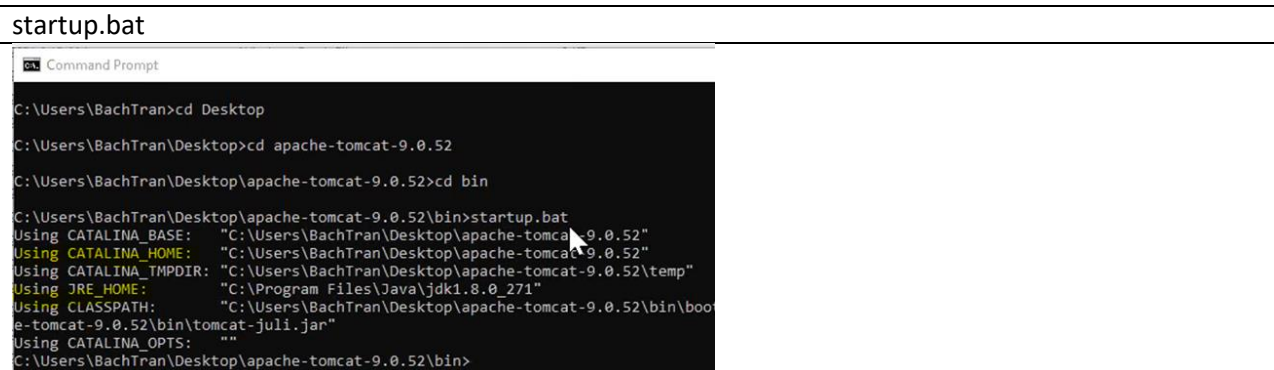 startup.bat
Command Prompt
C:\Users\BachTran>cd Desktop
C:\Users\BachTran\Desktop>cd apache-tomcat-9.0.52
C:\Users\BachTran\Desktop\apache-tomcat-9.0.52>cd bin
C:\Users\BachTran\Desktop\apache-tomcat-9.0.52\bin>startup.bat
Using CATALINA_BASE:   "C:\Users\BachTran\Desktop\apache-tomcat-9.0.52"
Using CATALINA_HOME:   "C:\Users\BachTran\Desktop\apache-tomcat-9.0.52"
Using CATALINA_TMPDIR: "C:\Users\BachTran\Desktop\apache-tomcat-9.0.52\temp"
Using JRE_HOME:        "C:\Program Files\Java\jdk1.8.0_271"
Using CLASSPATH:       "C:\Users\BachTran\Desktop\apache-tomcat-9.0.52\bin\boo
e-tomcat-9.0.52\bin\tomcat-juli.jar"
Using CATALINA_OPTS:   ""
C:\Users\BachTran\Desktop\apache-tomcat-9.0.52\bin>